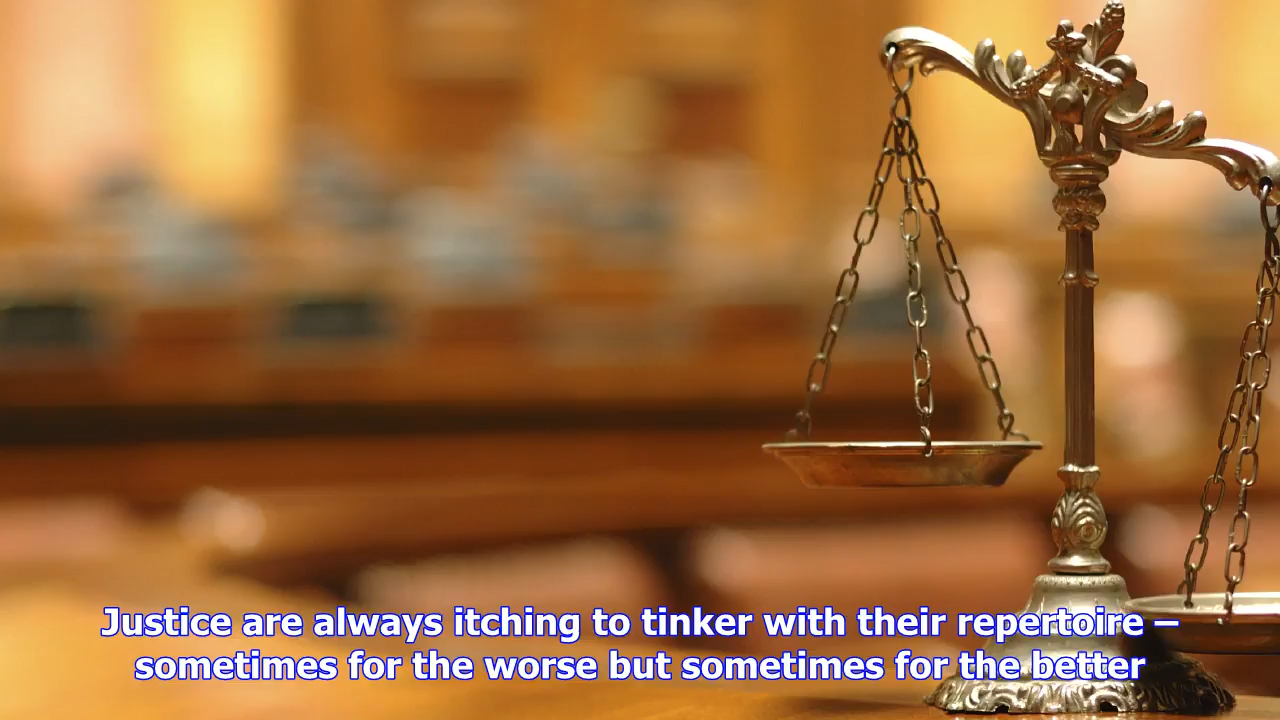 Justice are always itching to tinker with their repertoire –
sometimes for the worse but sometimes for the better